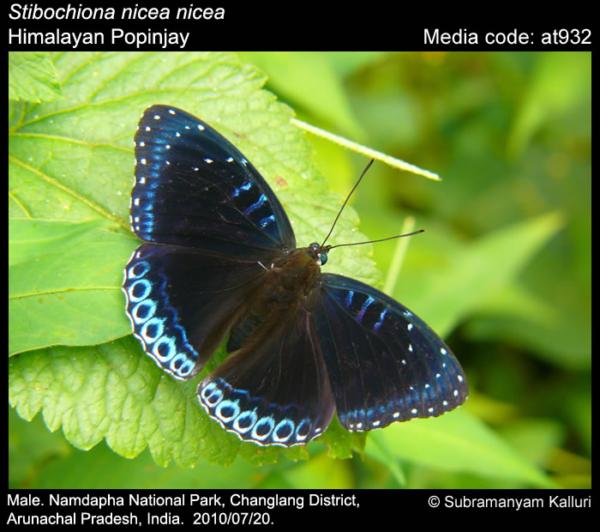 Stibochiona nicea nicea
Himalayan Popinjay
Media code: at932
Male. Namdapha National Park, Changlang District,
Arunachal Pradesh, India. 2010/07/20.
© Subramanyam Kalluri